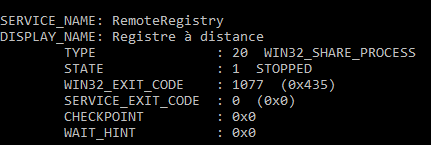 SERVICE_NAME: RemoteRegistry
DISPLAY_NAME: Registre à distance
        TYPE               : 20  WIN32_SHARE_PROCESS
        STATE              : 1  STOPPED
        WIN32_EXIT_CODE    : 1077  (0x435)
        SERVICE_EXIT_CODE  : 0  (0x0)
        CHECKPOINT         : 0x0
        WAIT_HINT          : 0x0